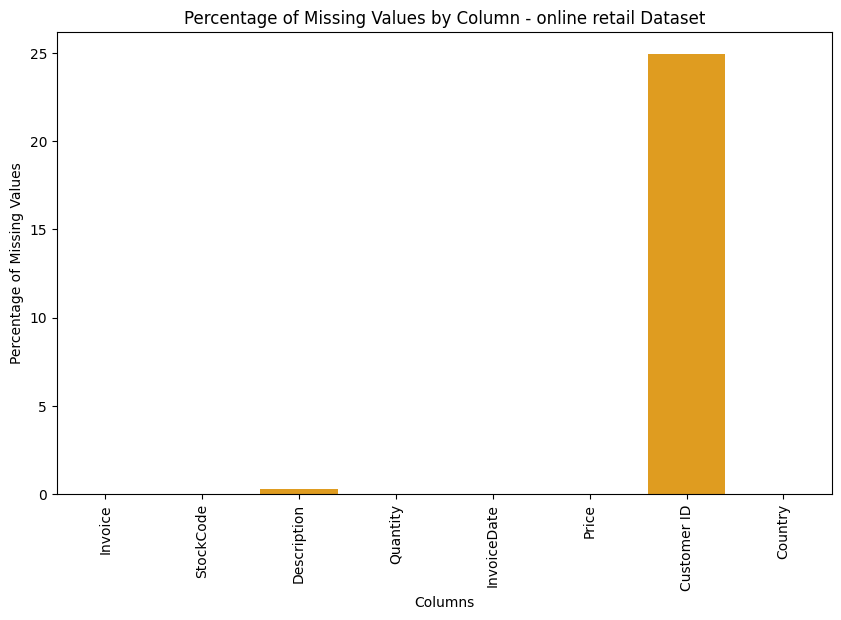 Percentage of Missing Values by Column - online retail Dataset
Percentage of Missing Values
25
20
15
10
5
0
Invoice
StockCode
Description
Quantity
InvoiceDate
Price
Customer ID
Country
Columns